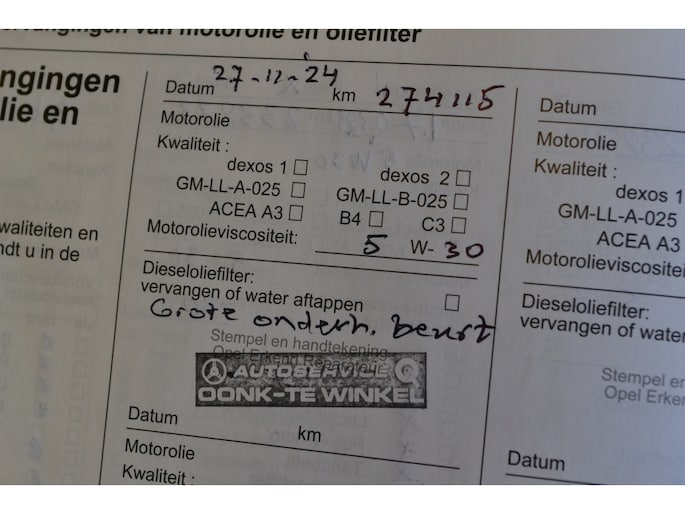 vervangingen van motorolie en oliefilter
ngingen
lie en
waliteiten en
ndt u in de
Datum 27-11-24 km 274115
Motorolie
Kwaliteit :
dexos 1 □ dexos 2 □
GM-LL-A-025 □ GM-LL-B-025 □
ACEA A3 □ B4 □ C3 □
Motorolieviscositeit: 5 W- 30
Dieseloliefilter:
vervangen of water aftappen □
Grote onderh. beurt
Stempel en handtekening
Opel Erkend Reparateur
AUTOSERVICE
OONK-TE WINKEL
Datum km
Motorolie
Kwaliteit :
Datum
Motorolie
Kwaliteit :
dexos 1
GM-LL-A-025
ACEA A3
Motorolieviscositei
Dieseloliefilter:
vervangen of water
Stempel en
Opel Erken
Datum